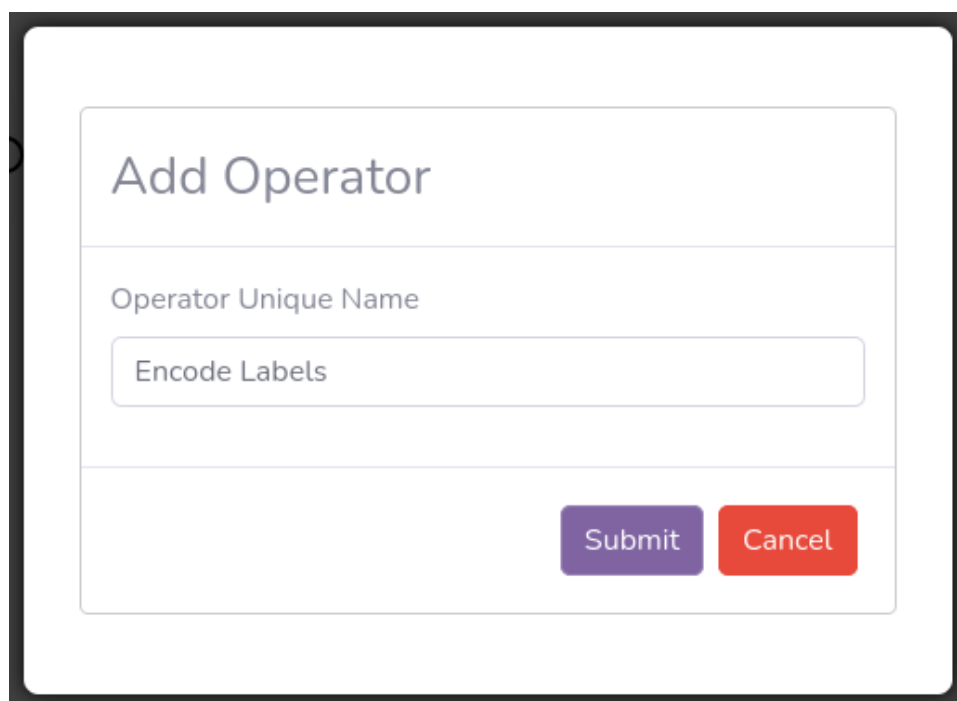 Add Operator
Operator Unique Name
Encode Labels
Submit Cancel